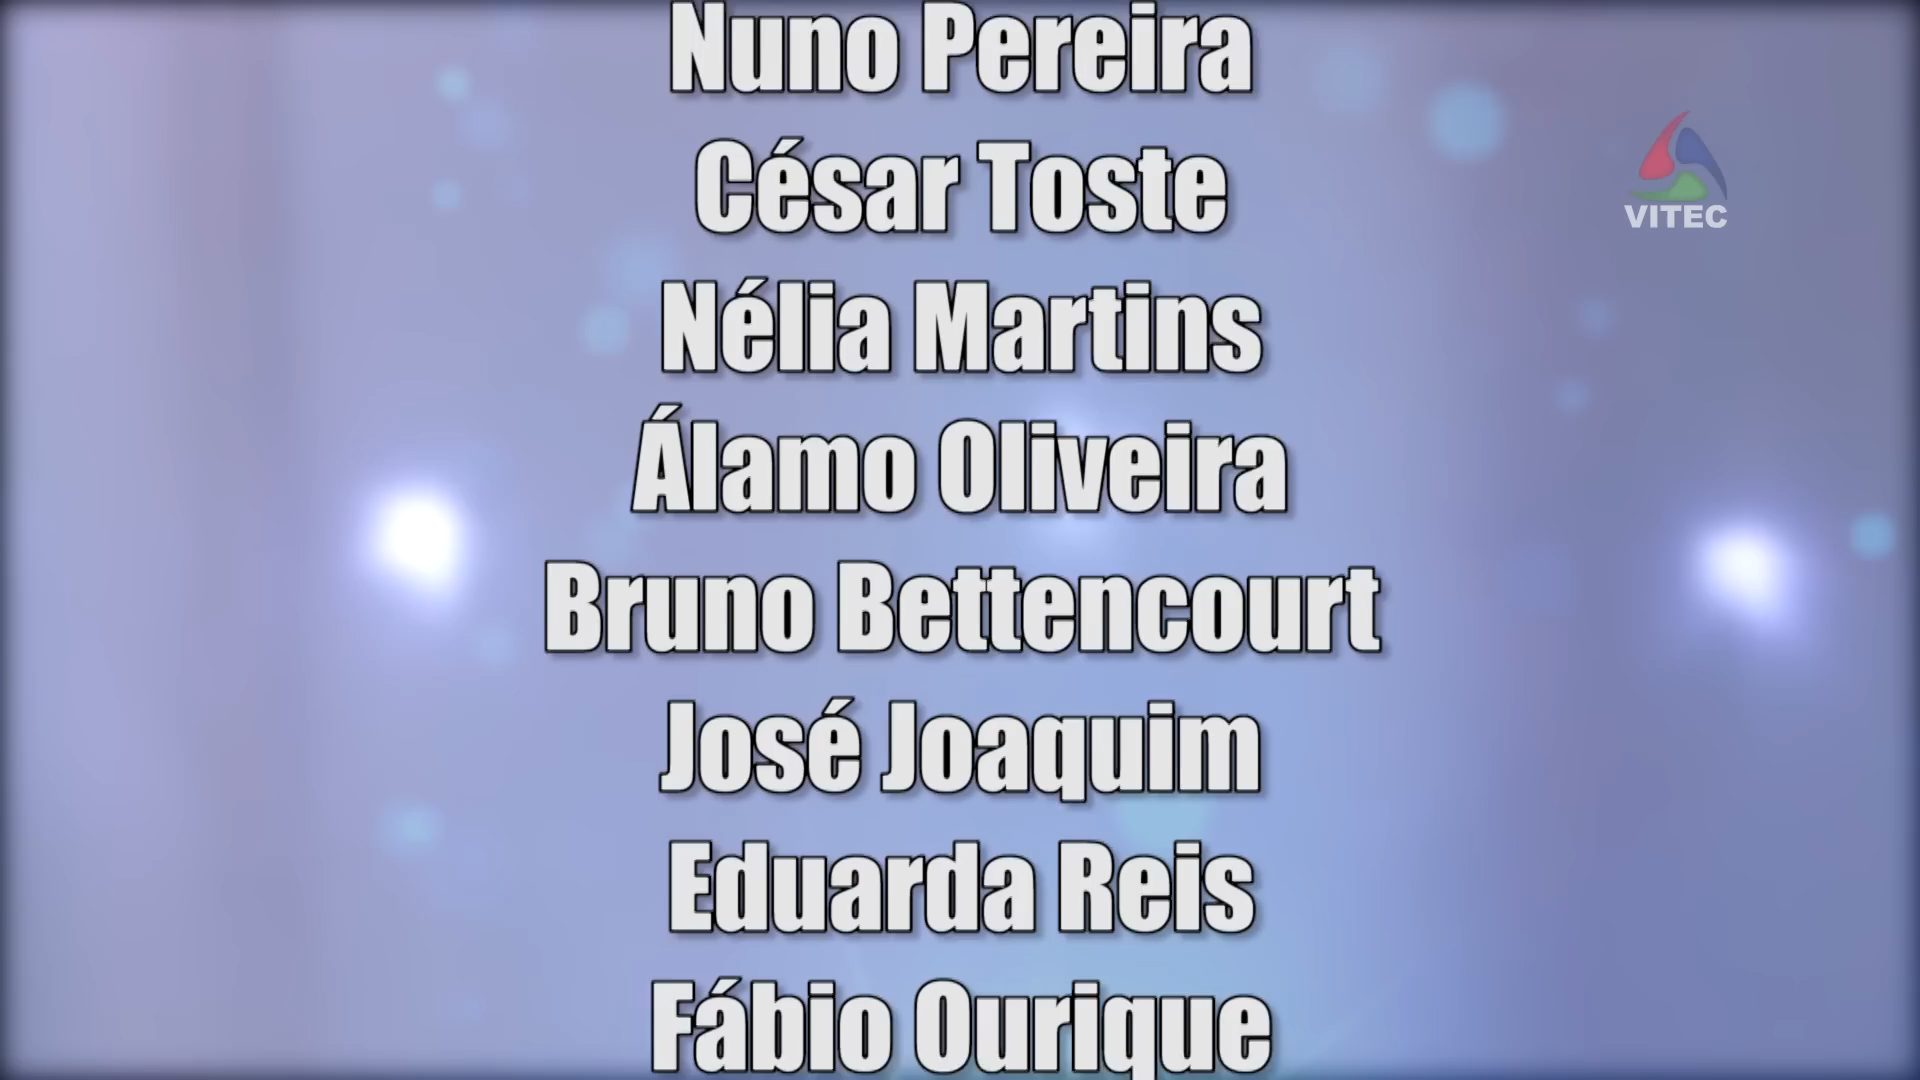 Nuno Pereira
César Toste
VITEC
Nélia Martins
Álamo Oliveira
Bruno Bettencourt
José Joaquim
Eduarda Reis
Fábio Ourique